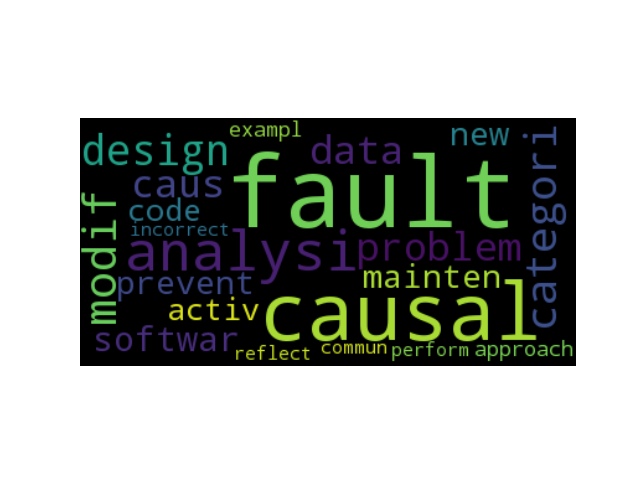 exampl
new
design
data
categori
fault
caus
code
modif
incorrect
analysi
problem
prevent
mainten
activ
causal
softwar
reflect
commun
perform
approach